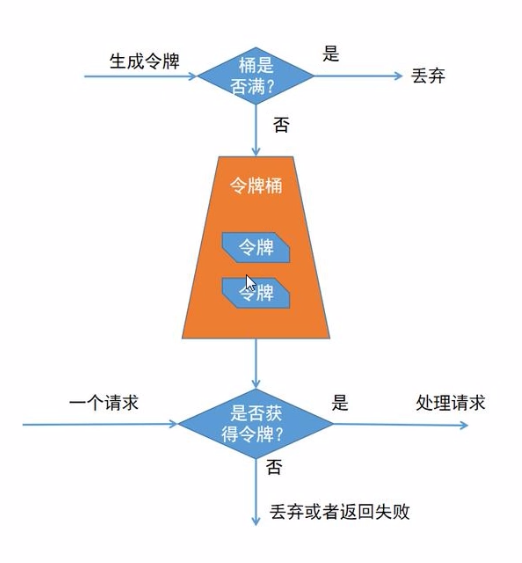 生成令牌
桶是
否满?
是
丢弃
否
令牌桶
令牌
令牌
一个请求
是否获
得令牌?
是
处理请求
否
丢弃或者返回失败